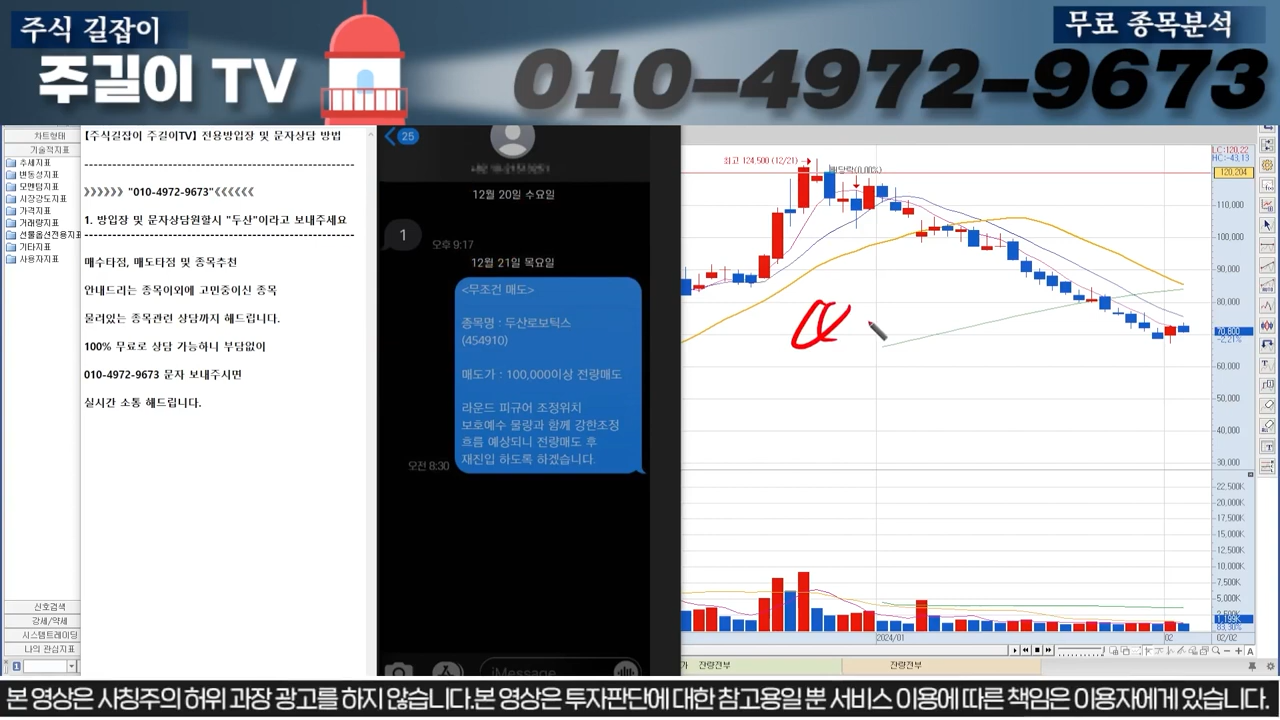 주식 길잡이
주길이 TV
무료 종목분석
010-4972-9673
차트형태
기술적지표
추세지표
변동성지표
모멘텀지표
시장강도지표
가격지표
거래량지표
선물옵션전용지표
기타지표
사용자지표
신호검색
강세/약세
시스템트레이딩
나의 관심지표
【주식길잡이 주길이TV】 전용방입장 및 문자상담 방법
》》》》》 "010-4972-9673"《《《《《
1. 방입장 및 문자상담원할시 "두산"이라고 보내주세요
매수타점, 매도타점 및 종목추천
안내드리는 종목이외에 고민중이신 종목
물려있는 종목관련 상담까지 해드립니다.
100% 무료로 상담 가능하니 부담없이
010-4972-9673 문자 보내주시면
실시간 소통 해드립니다.
25
12월 20일 수요일
1
오후 9:17
12월 21일 목요일
<무조건 매도>
종목명 : 두산로보틱스
(454910)
매도가 : 100,000이상 전량매도
라운드 피규어 조정위치
보호예수 물량과 함께 강한조정
흐름 예상되니 전량매도 후
재진입 하도록 하겠습니다.
오전 8:30
iMessage
최고 124,500 (12/21)
LC:120.22
HC:-43.13
120,204
110,000
100,000
90,000
80,000
70,800
-2.21%
60,000
50,000
40,000
30,000
22,500K
20,000K
17,500K
15,000K
12,500K
10,000K
7,500K
5,000K
83.30%
2024/01
02
02/02
잔량전부
잔량전부
본 영상은 사칭주의 허위 과장 광고를 하지 않습니다.본 영상은 투자판단에 대한 참고용일 뿐 서비스 이용에 따른 책임은 이용자에게 있습니다.